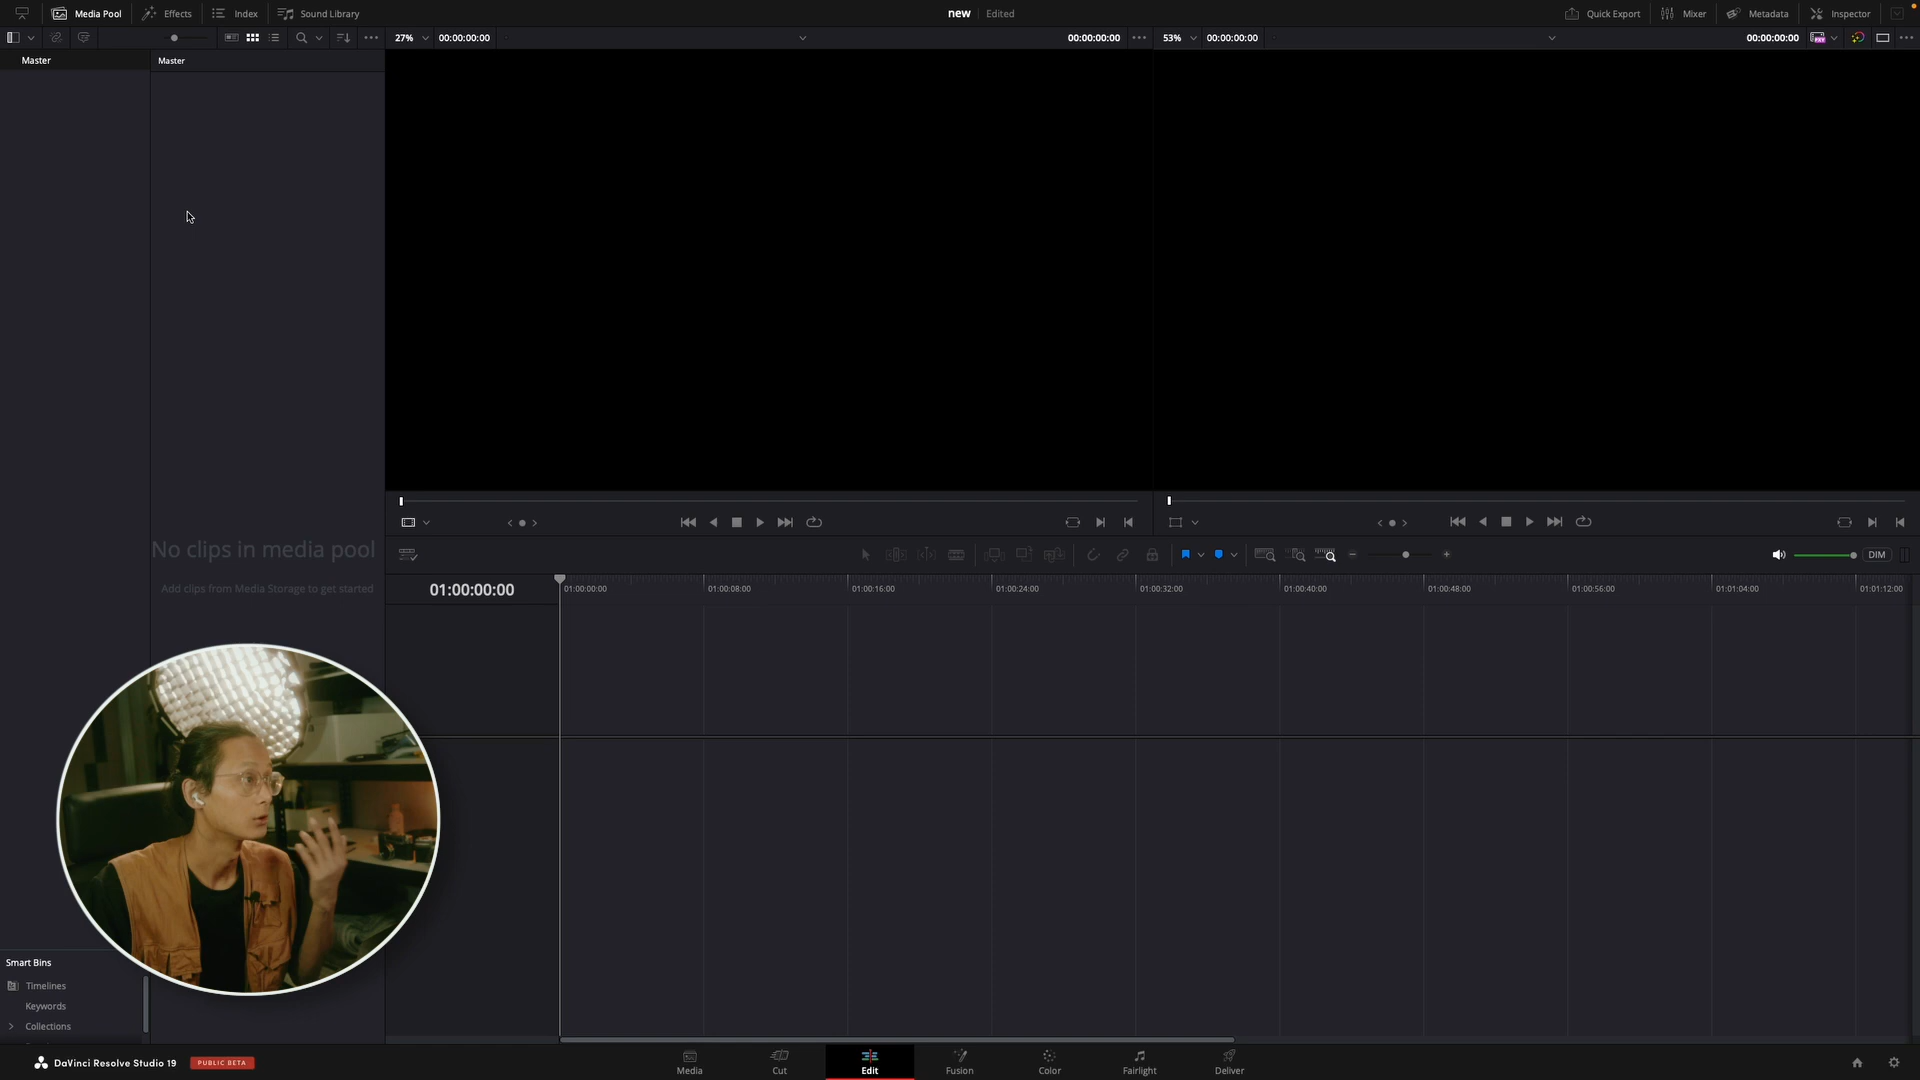 Media Pool
Effects
Index
Sound Library
new
Edited
Quick Export
Mixer
Metadata
Inspector
27%
00:00:00:00
00:00:00:00
53%
00:00:00:00
00:00:00:00
Master
Master
No clips in media pool
Add clips from Media Storage to get started
DIM
01:00:00:00
01:00:00:00
01:00:08:00
01:00:16:00
01:00:24:00
01:00:32:00
01:00:40:00
01:00:48:00
01:00:56:00
01:01:04:00
01:01:12:00
Smart Bins
Timelines
Keywords
Collections
DaVinci Resolve Studio 19
PUBLIC BETA
Media
Cut
Edit
Fusion
Color
Fairlight
Deliver